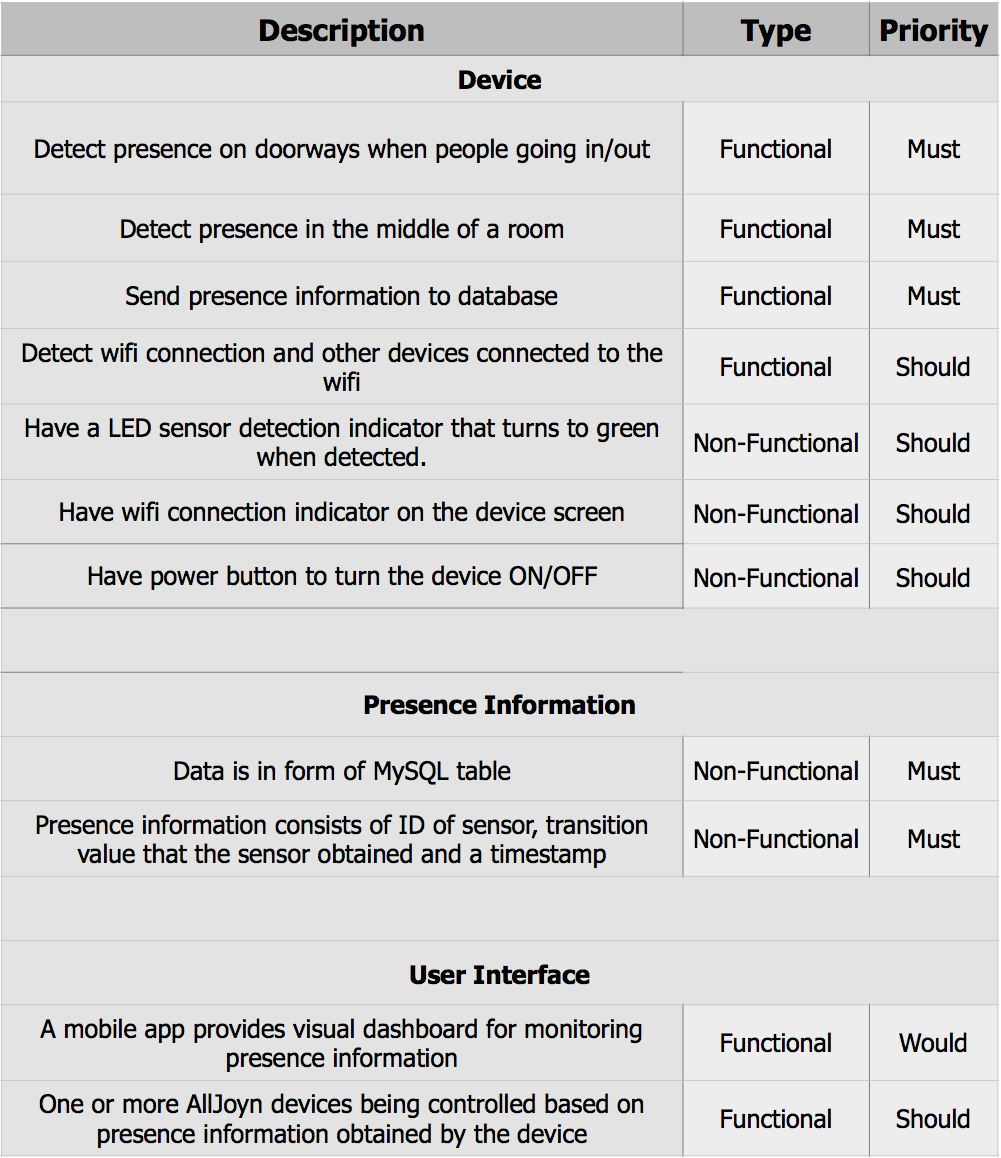 Description Type Priority
Device
Detect presence on doorways when people going in/out Functional Must
Detect presence in the middle of a room Functional Must
Send presence information to database Functional Must
Detect wifi connection and other devices connected to the
wifi
Functional Should
Have a LED sensor detection indicator that turns to green
when detected.
Non-Functional Should
Have wifi connection indicator on the device screen Non-Functional Should
Have power button to turn the device ON/OFF Non-Functional Should
Presence Information
Data is in form of MySQL table Non-Functional Must
Presence information consists of ID of sensor, transition
value that the sensor obtained and a timestamp
Non-Functional Must
User Interface
A mobile app provides visual dashboard for monitoring
presence information
Functional Would
One or more AllJoyn devices being controlled based on
presence information obtained by the device
Functional Should